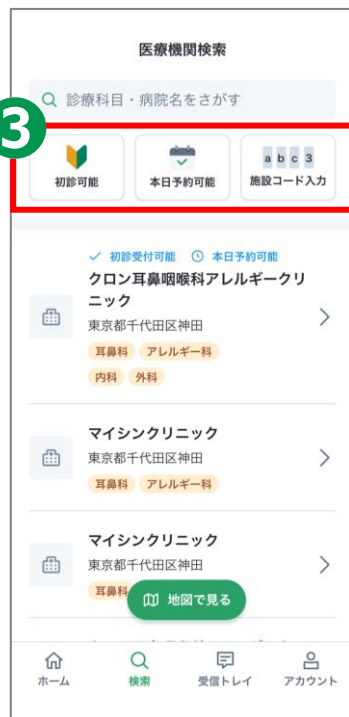 医療機関検索
診療科目・病院名をさがす
3
初診可能 本日予約可能 a b c 3 施設コード入力
初診受付可能 本日予約可能
クロン耳鼻咽喉科アレルギークリ
ニック
東京都千代田区神田
耳鼻科 アレルギー科
内科 外科
マイシンクリニック
東京都千代田区神田
耳鼻科 アレルギー科
マイシンクリニック
東京都千代田区神田
耳鼻科
地図で見る
ホーム 検索 受信トレイ アカウント